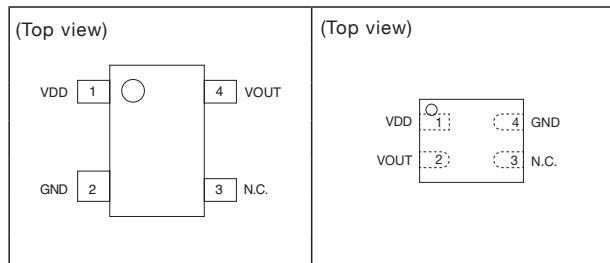 (Top view)
VDD 1 4 VOUT
GND 2 3 N.C.
(Top view)
VDD 1 4 GND
VOUT 2 3 N.C.